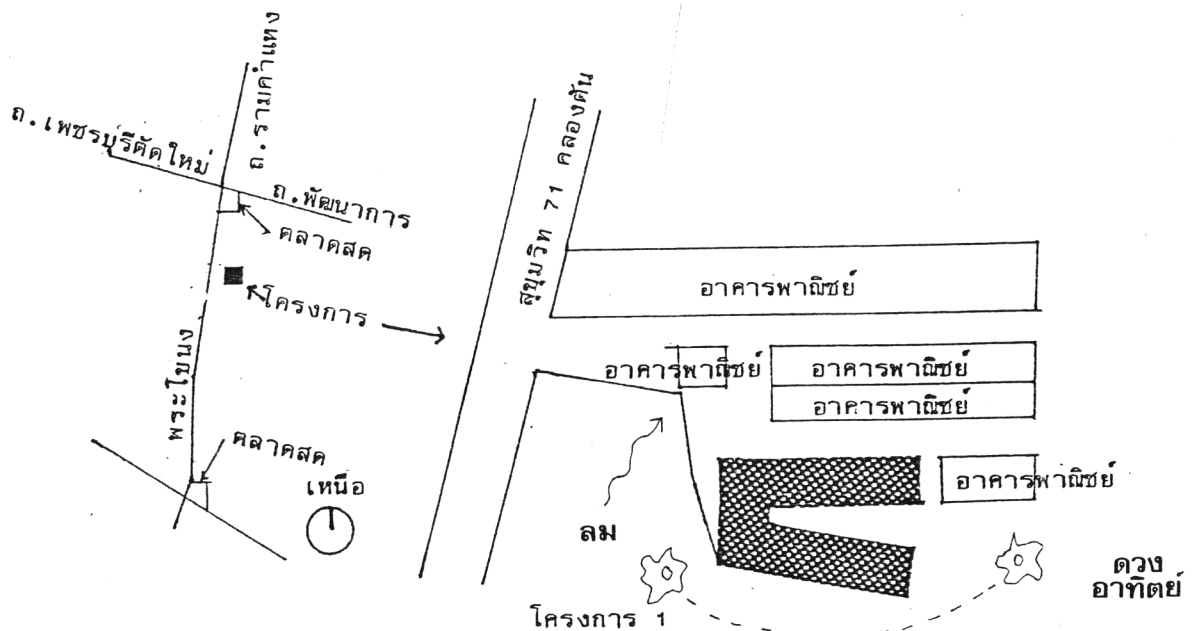 ถ.เพชรบุรีตัดใหม่
ถ.รามคำแหง
ถ.พัฒนาการ
ตลาดสด
โครงการ
พระโขนง
ตลาดสด
เหนือ
สุขุมวิท 71 คลองตัน
อาคารพาณิชย์
อาคารพาณิชย์
อาคารพาณิชย์
อาคารพาณิชย์
อาคารพาณิชย์
ลม
ดวง
อาทิตย์
โครงการ 1